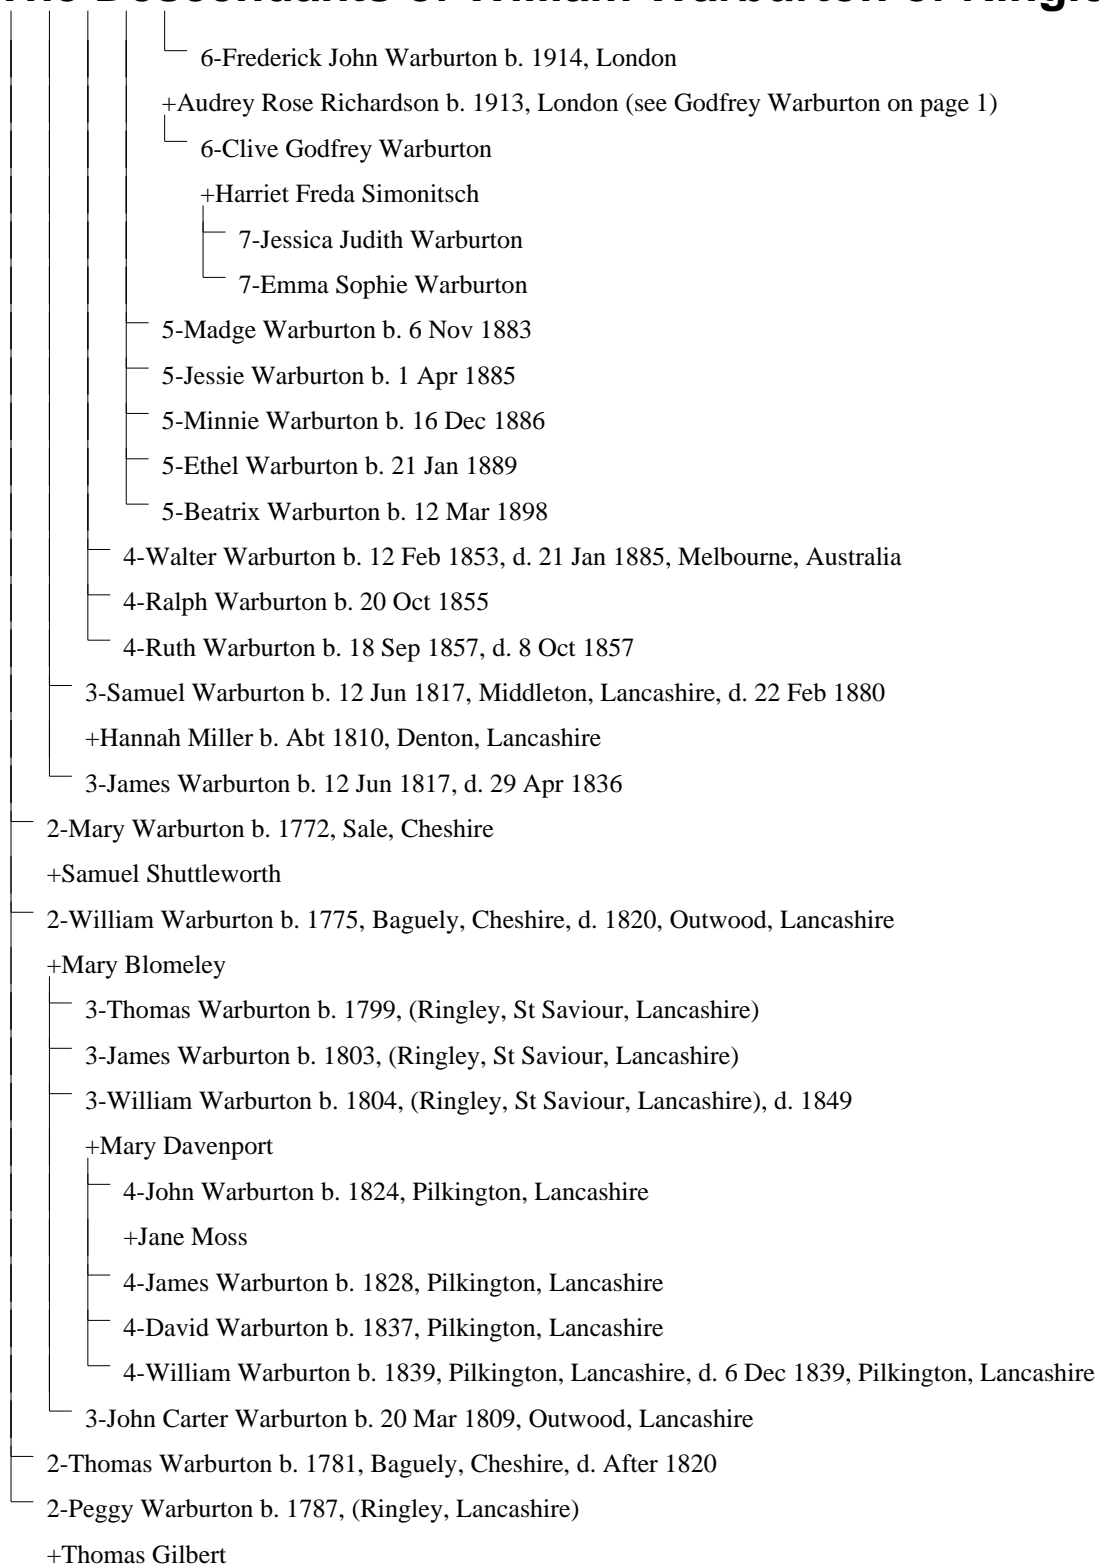 The Descendants of William Warburton of Ringle
6-Frederick John Warburton b. 1914, London
+Audrey Rose Richardson b. 1913, London (see Godfrey Warburton on page 1)
6-Clive Godfrey Warburton
+Harriet Freda Simonitsch
7-Jessica Judith Warburton
7-Emma Sophie Warburton
5-Madge Warburton b. 6 Nov 1883
5-Jessie Warburton b. 1 Apr 1885
5-Minnie Warburton b. 16 Dec 1886
5-Ethel Warburton b. 21 Jan 1889
5-Beatrix Warburton b. 12 Mar 1898
4-Walter Warburton b. 12 Feb 1853, d. 21 Jan 1885, Melbourne, Australia
4-Ralph Warburton b. 20 Oct 1855
4-Ruth Warburton b. 18 Sep 1857, d. 8 Oct 1857
3-Samuel Warburton b. 12 Jun 1817, Middleton, Lancashire, d. 22 Feb 1880
+Hannah Miller b. Abt 1810, Denton, Lancashire
3-James Warburton b. 12 Jun 1817, d. 29 Apr 1836
2-Mary Warburton b. 1772, Sale, Cheshire
+Samuel Shuttleworth
2-William Warburton b. 1775, Baguely, Cheshire, d. 1820, Outwood, Lancashire
+Mary Blomeley
3-Thomas Warburton b. 1799, (Ringley, St Saviour, Lancashire)
3-James Warburton b. 1803, (Ringley, St Saviour, Lancashire)
3-William Warburton b. 1804, (Ringley, St Saviour, Lancashire), d. 1849
+Mary Davenport
4-John Warburton b. 1824, Pilkington, Lancashire
+Jane Moss
4-James Warburton b. 1828, Pilkington, Lancashire
4-David Warburton b. 1837, Pilkington, Lancashire
4-William Warburton b. 1839, Pilkington, Lancashire, d. 6 Dec 1839, Pilkington, Lancashire
3-John Carter Warburton b. 20 Mar 1809, Outwood, Lancashire
2-Thomas Warburton b. 1781, Baguely, Cheshire, d. After 1820
2-Peggy Warburton b. 1787, (Ringley, Lancashire)
+Thomas Gilbert